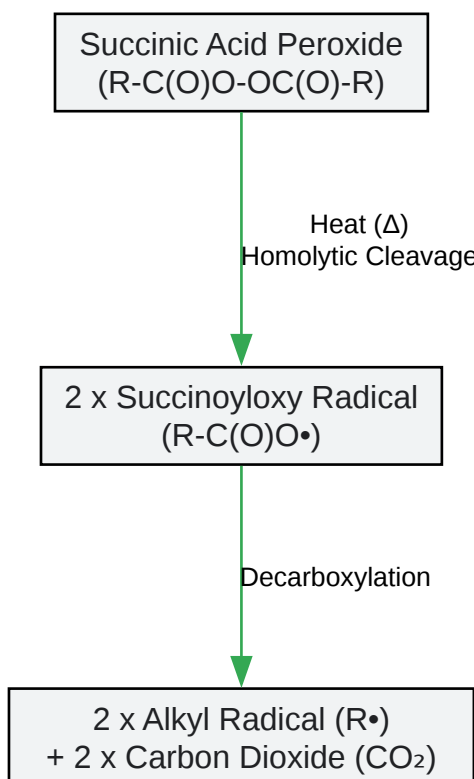 Succinic Acid Peroxide
(R-C(O)O-OC(O)-R)
Heat (Δ)
Homolytic Cleavage
2 x Succinoyloxy Radical
(R-C(O)O•)
Decarboxylation
2 x Alkyl Radical (R•)
+ 2 x Carbon Dioxide (CO₂)